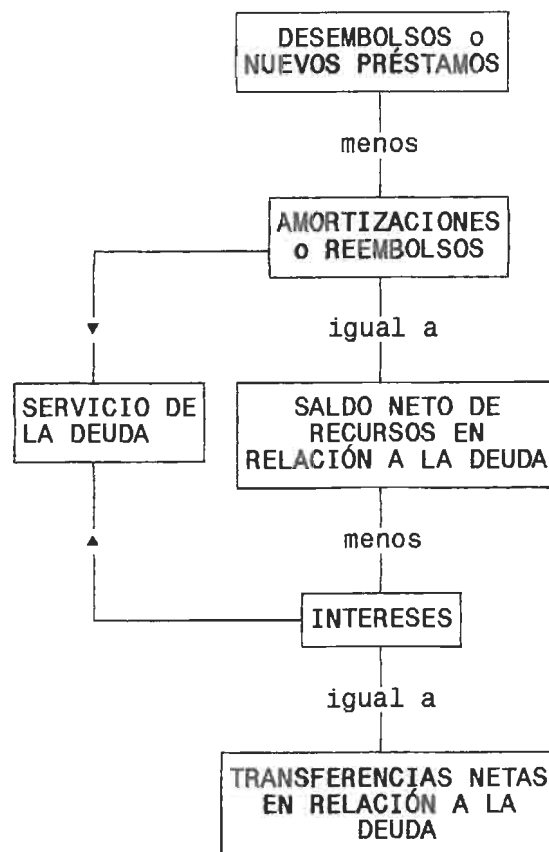 DESEMBOLSOS o
NUEVOS PRÉSTAMOS
menos
AMORTIZACIONES
o REEMBOLSOS
igual a
SERVICIO DE
LA DEUDA
SALDO NETO DE
RECURSOS EN
RELACIÓN A LA DEUDA
menos
INTERESES
igual a
TRANSFERENCIAS NETAS
EN RELACIÓN A LA
DEUDA